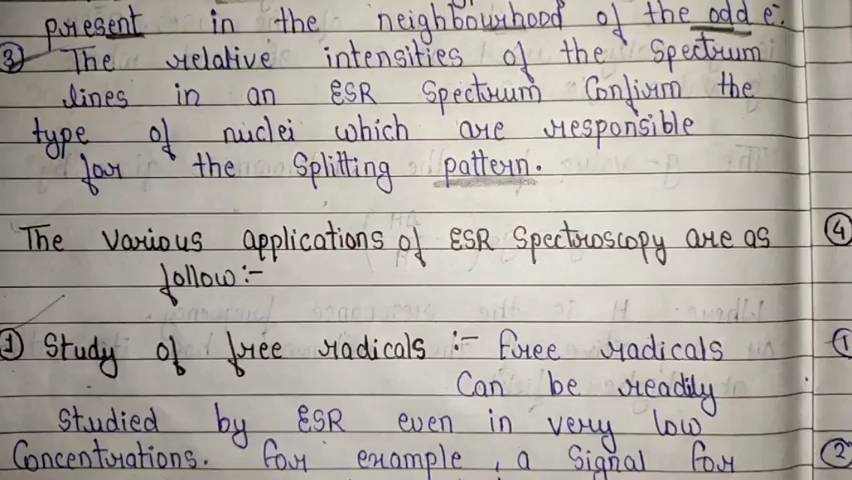 present in the neighbourhood of the odd e⁻.
③ The relative intensities of the Spectrum
lines in an ESR Spectrum Confirm the
type of nuclei which are responsible
for the Splitting pattern.
The various applications of ESR Spectroscopy are as
follow:-
① Study of free radicals :- free radicals
Can be readily
Studied by ESR even in very low
Concentrations. for example, a Signal for
④
①
②